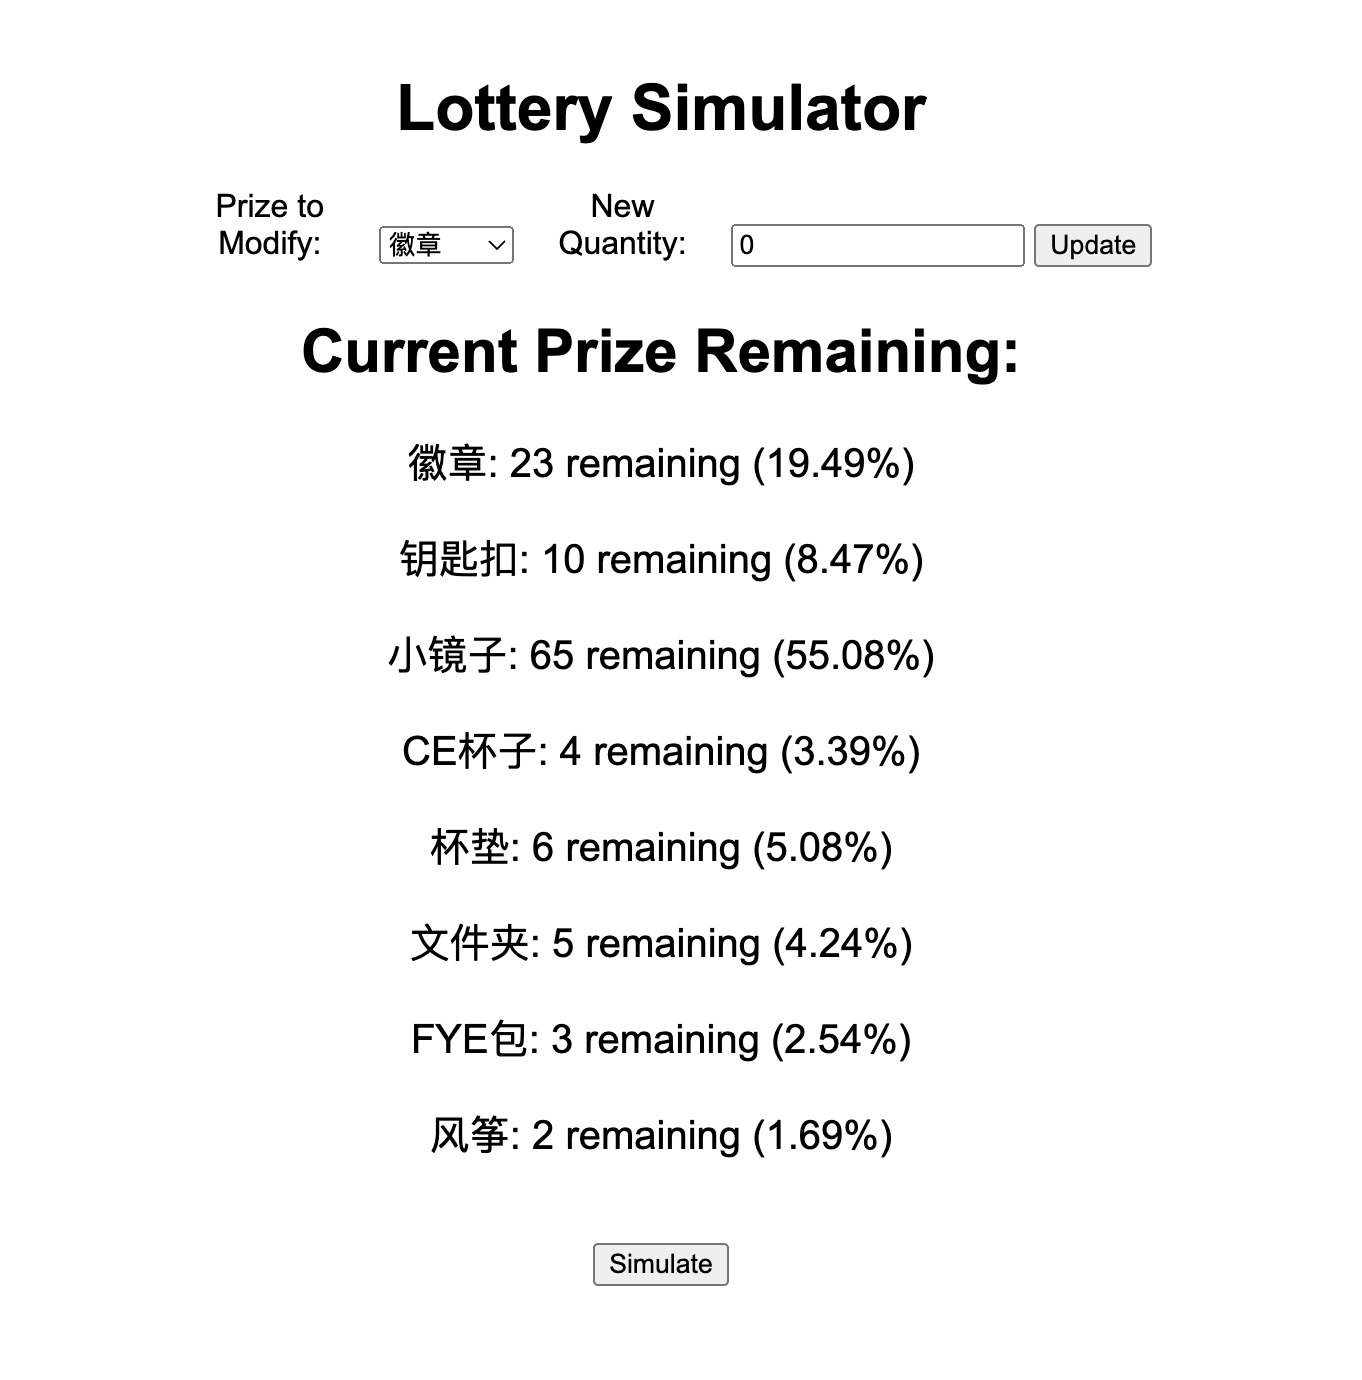 Lottery Simulator
Prize to
Modify:
徽章
New
Quantity:
0
Update
Current Prize Remaining:
徽章: 23 remaining (19.49%)
钥匙扣: 10 remaining (8.47%)
小镜子: 65 remaining (55.08%)
CE杯子: 4 remaining (3.39%)
杯垫: 6 remaining (5.08%)
文件夹: 5 remaining (4.24%)
FYE包: 3 remaining (2.54%)
风筝: 2 remaining (1.69%)
Simulate